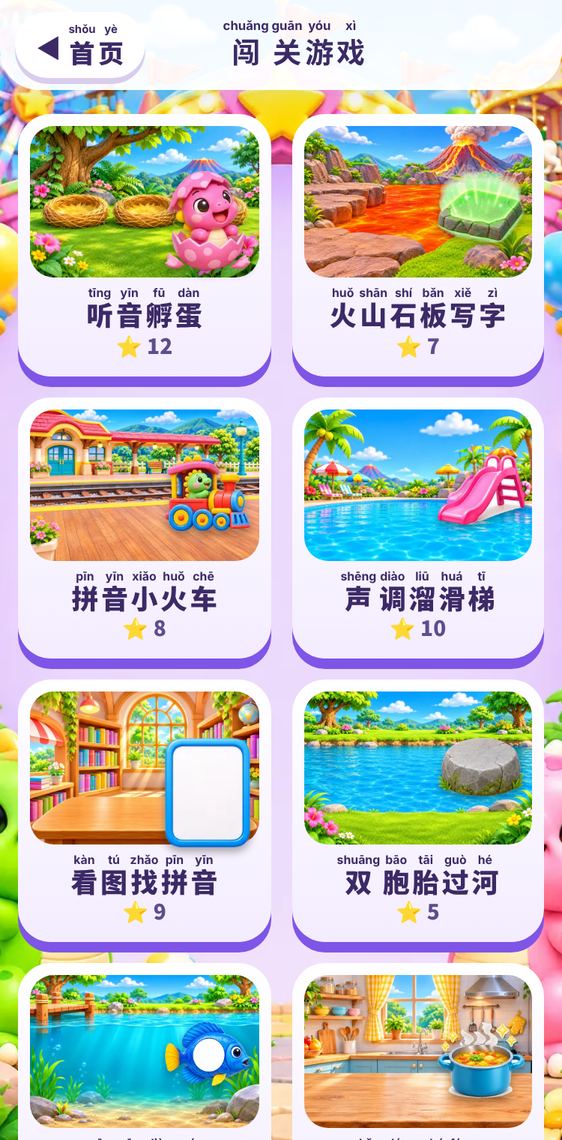 shǒu yè
首页
chuǎng guān yóu xì
闯关游戏
tīng yīn fū dàn
听音孵蛋
⭐ 12
huǒ shān shí bǎn xiě zì
火山石板写字
⭐ 7
pīn yīn xiǎo huǒ chē
拼音小火车
⭐ 8
shēng diào liū huá tī
声调溜滑梯
⭐ 10
kàn tú zhǎo pīn yīn
看图找拼音
⭐ 9
shuāng bāo tāi guò hé
双胞胎过河
⭐ 5